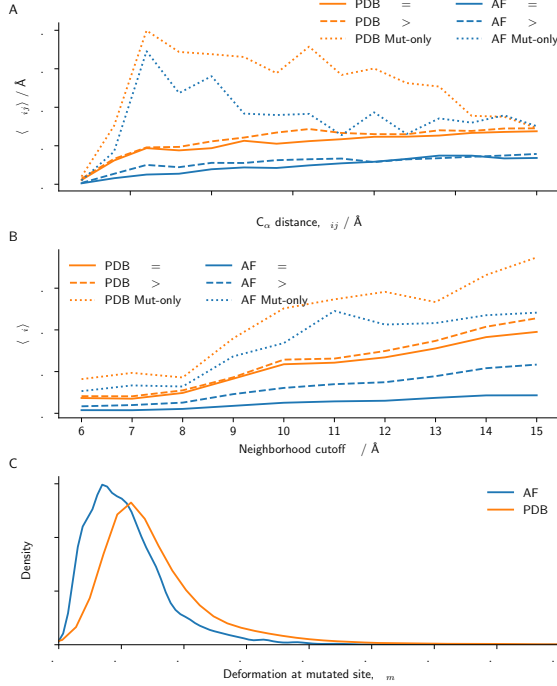 A
PDB = AF =
PDB > AF >
PDB Mut-only AF Mut-only
⟨ ij⟩ / Å
Cα distance, ij / Å
B
PDB = AF =
PDB > AF >
PDB Mut-only AF Mut-only
⟨ i⟩
6 7 8 9 10 11 12 13 14 15
Neighborhood cutoff / Å
C
AF
PDB
Density
Deformation at mutated site, m